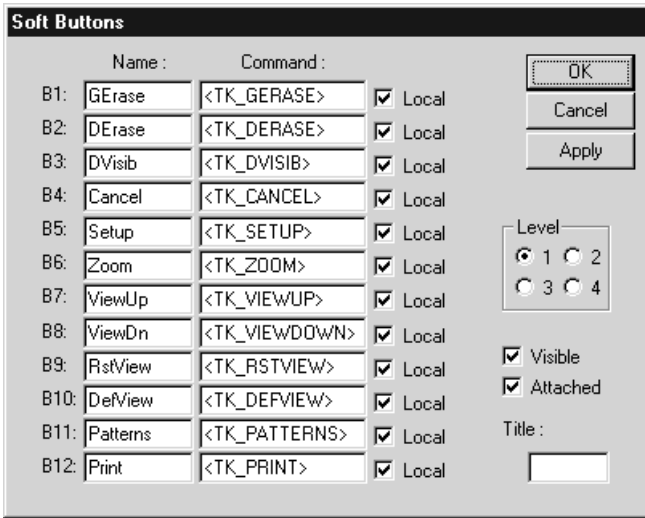 Soft Buttons
Name : Command :
B1: GErase <TK_GERASE> Local
B2: DErase <TK_DERASE> Local
B3: DVisib <TK_DVISIB> Local
B4: Cancel <TK_CANCEL> Local
B5: Setup <TK_SETUP> Local
B6: Zoom <TK_ZOOM> Local
B7: ViewUp <TK_VIEWUP> Local
B8: ViewDn <TK_VIEWDOWN> Local
B9: RstView <TK_RSTVIEW> Local
B10: DefView <TK_DEFVIEW> Local
B11: Patterns <TK_PATTERNS> Local
B12: Print <TK_PRINT> Local
OK
Cancel
Apply
Level
1 2
3 4
Visible
Attached
Title :